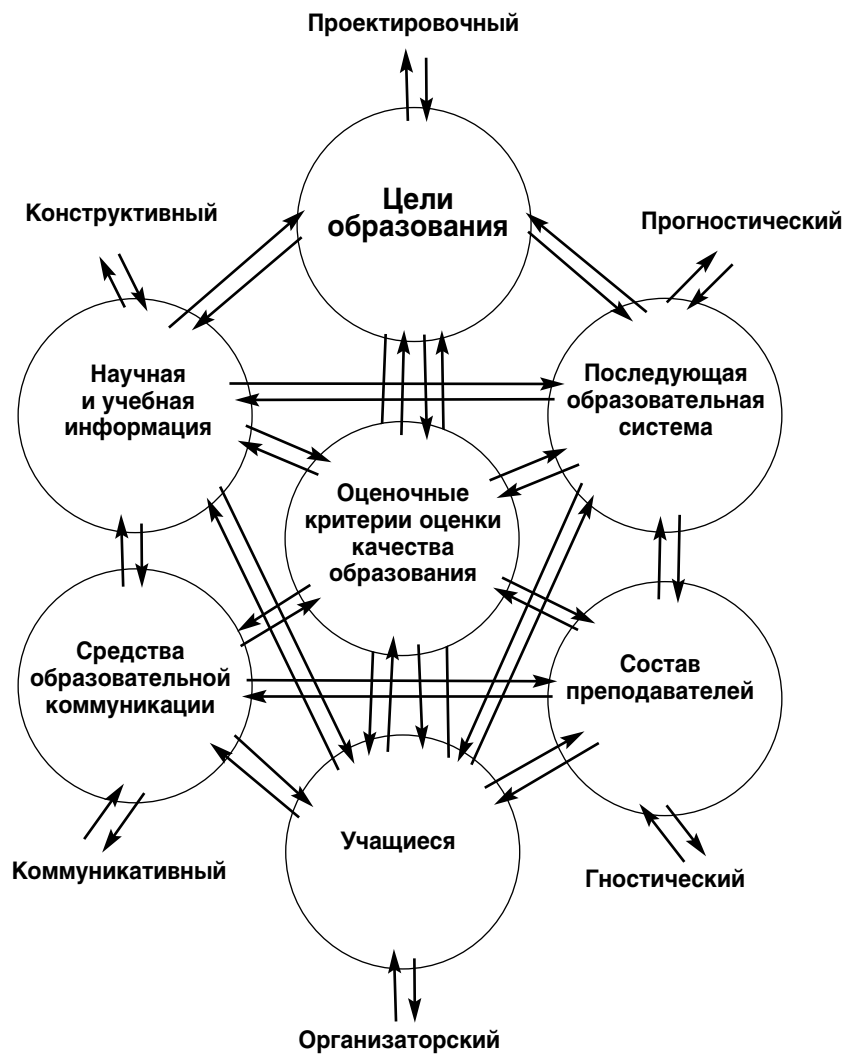 Проектировочный
Цели
образования
Конструктивный
Прогностический
Научная
и учебная
информация
Последующая
образовательная
система
Оценочные
критерии оценки
качества
образования
Средства
образовательной
коммуникации
Состав
преподавателей
Учащиеся
Коммуникативный
Гностический
Организаторский